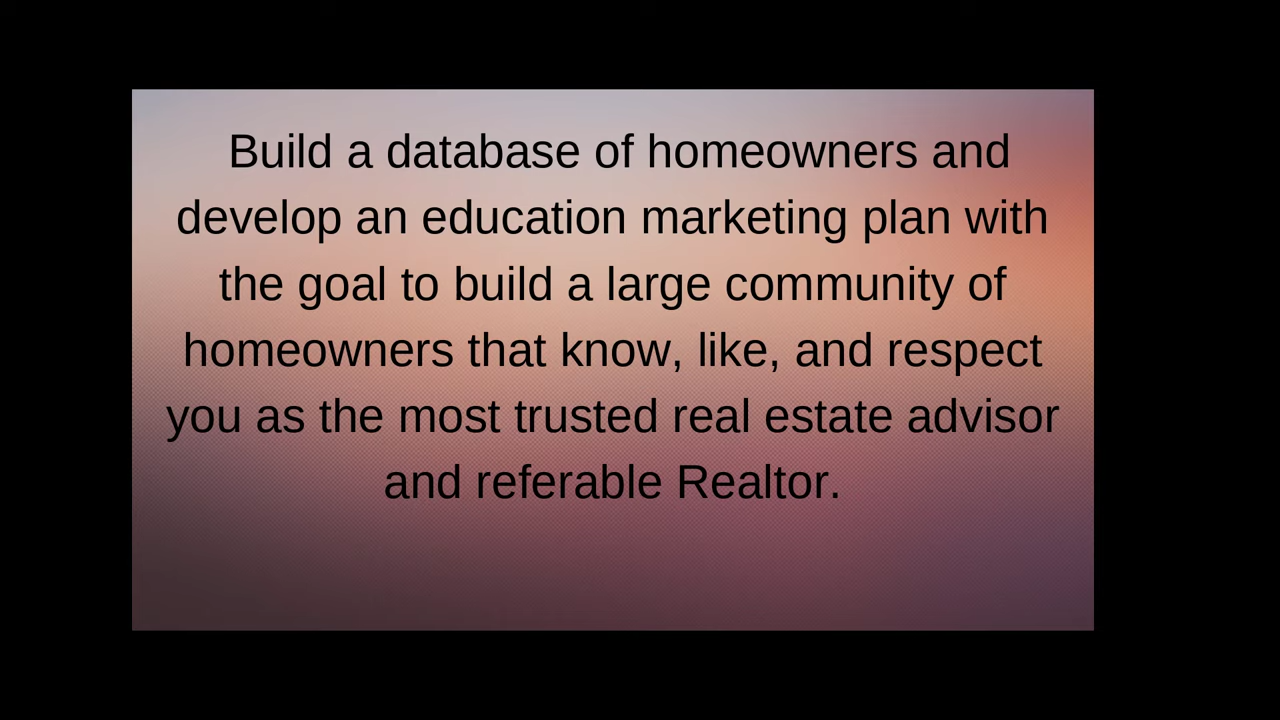 Build a database of homeowners and
develop an education marketing plan with
the goal to build a large community of
homeowners that know, like, and respect
you as the most trusted real estate advisor
and referable Realtor.